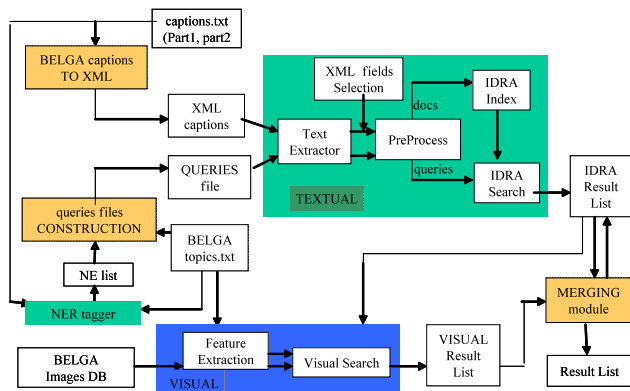 captions.txt
(Part1, part2
BELGA captions
TO XML
XML fields
Selection
IDRA
Index
docs
XML
captions
Text
Extractor
PreProcess
QUERIES
file
queries
IDRA
Search
IDRA
Result
List
TEXTUAL
queries files
CONSTRUCTION
BELGA
topics.txt
NE list
NER tagger
MERGING
module
Feature
Extraction
Visual Search
VISUAL
Result
List
BELGA
Images DB
VISUAL
Result List